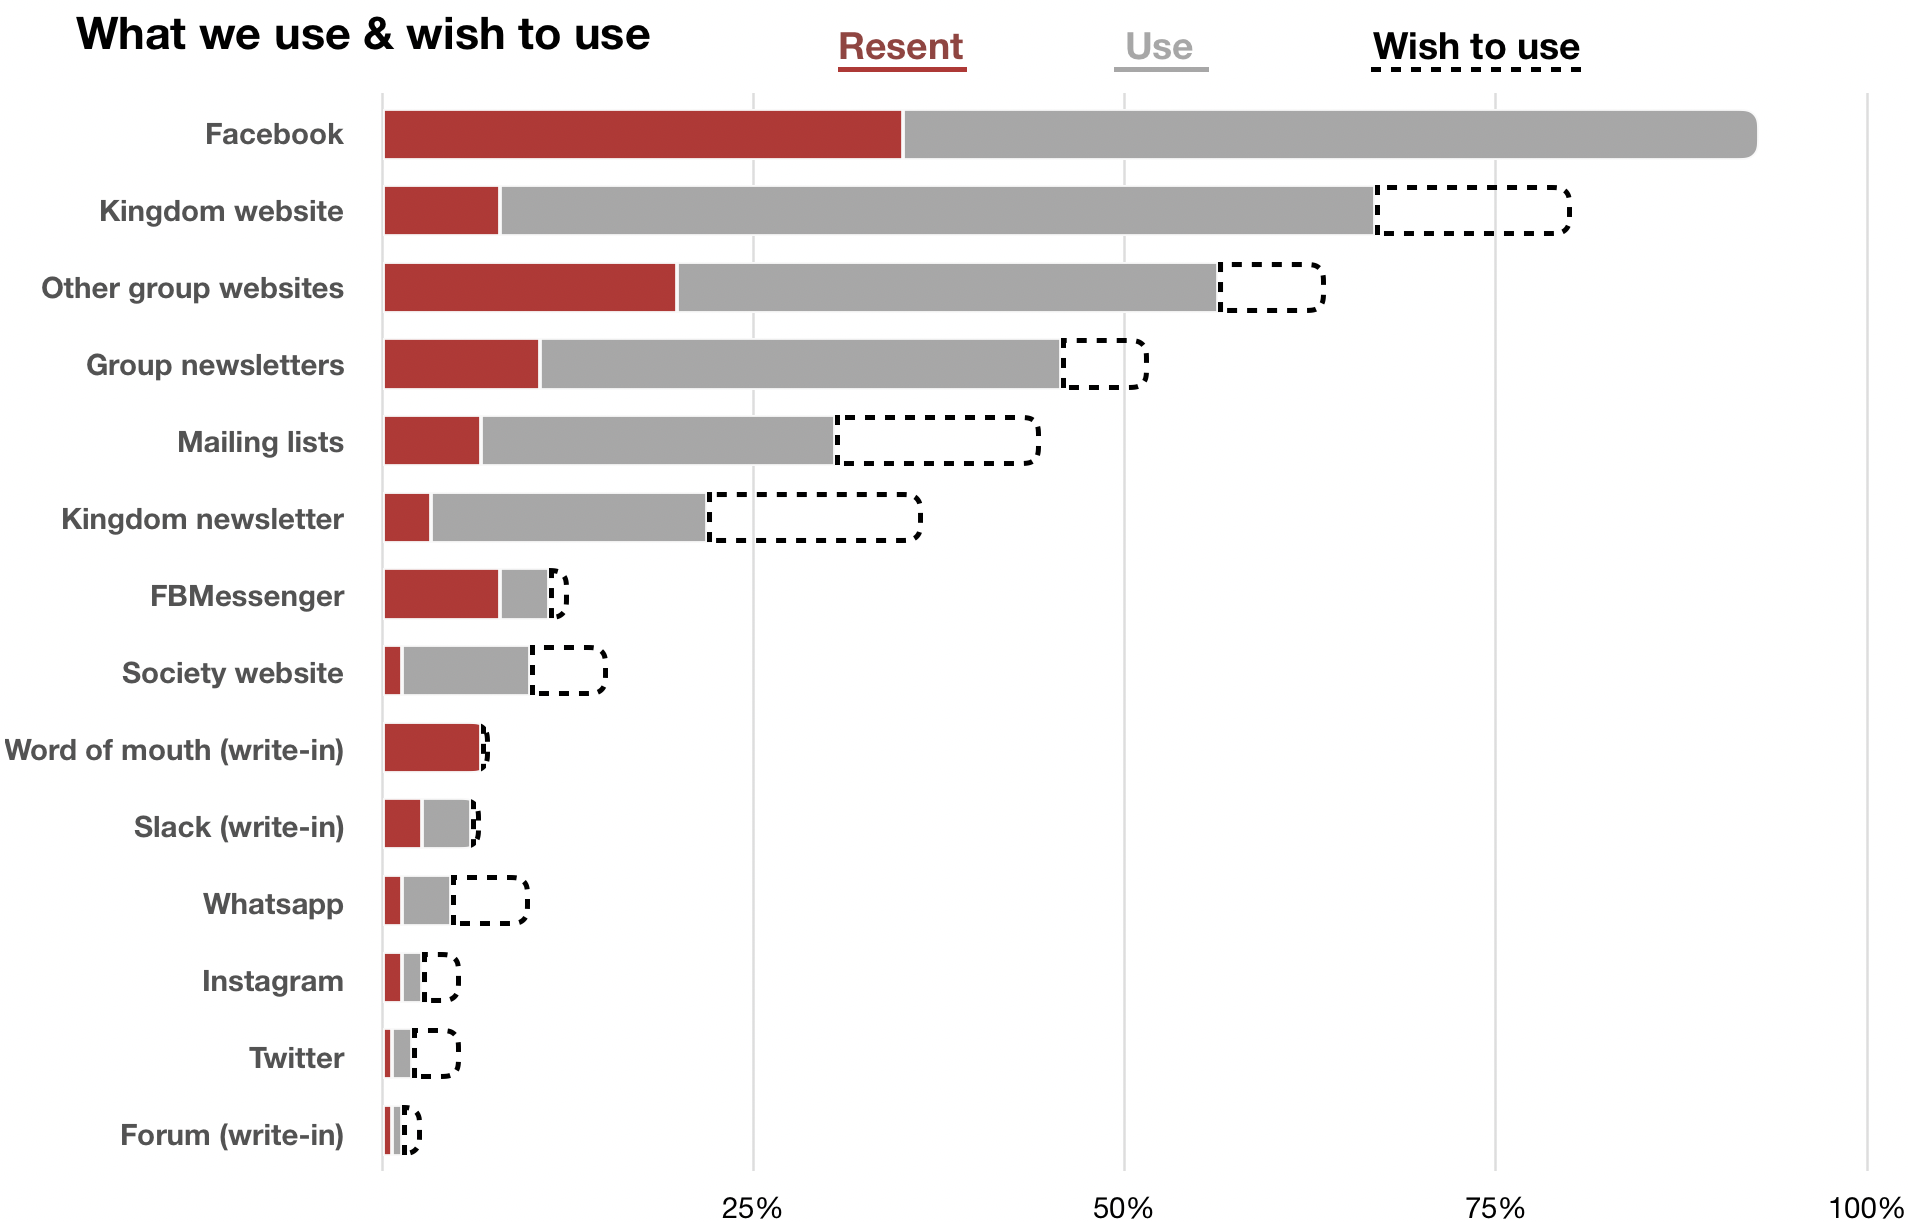 What we use & wish to use
Resent
Use
Wish to use
Facebook
Kingdom website
Other group websites
Group newsletters
Mailing lists
Kingdom newsletter
FBMessenger
Society website
Word of mouth (write-in)
Slack (write-in)
Whatsapp
Instagram
Twitter
Forum (write-in)
25%
50%
75%
100%